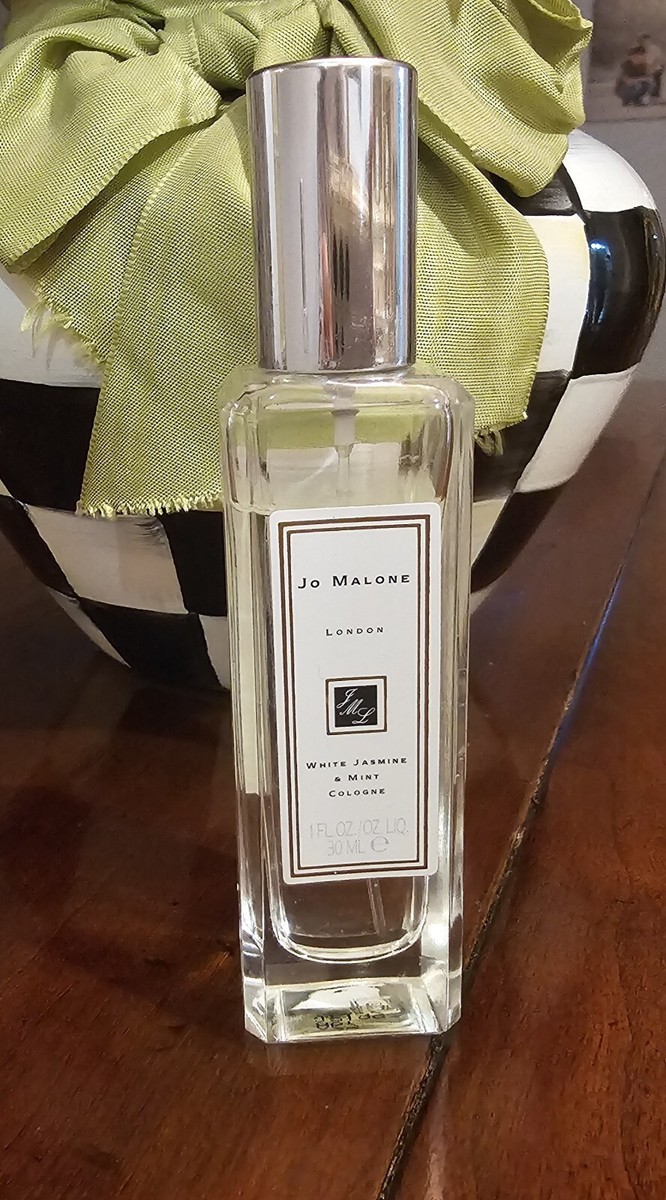 Jo Malone
London
JML
White Jasmine
& Mint
Cologne
1 FL.OZ./OZ. LIQ.
30 ML ℮